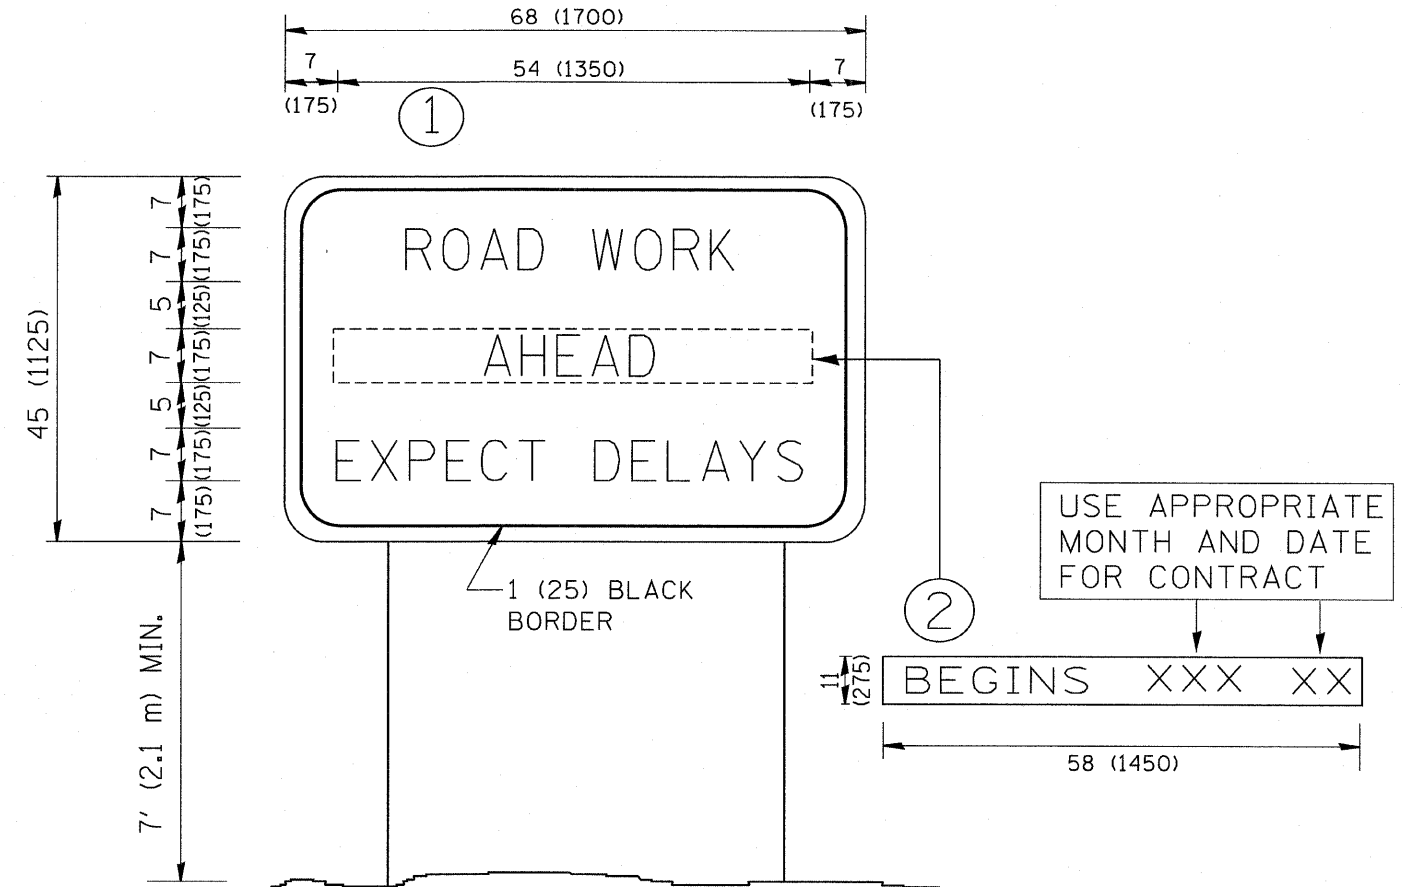 68 (1700)
7
54 (1350)
7
(175)
(175)
1
45 (1125)
7
(175)
7
(175)
5
(125)
7
(175)
5
(125)
7
(175)
7
(175)
ROAD WORK
AHEAD
EXPECT DELAYS
1 (25) BLACK
BORDER
7' (2.1 m) MIN.
2
USE APPROPRIATE
MONTH AND DATE
FOR CONTRACT
11
(275)
BEGINS XXX XX
58 (1450)